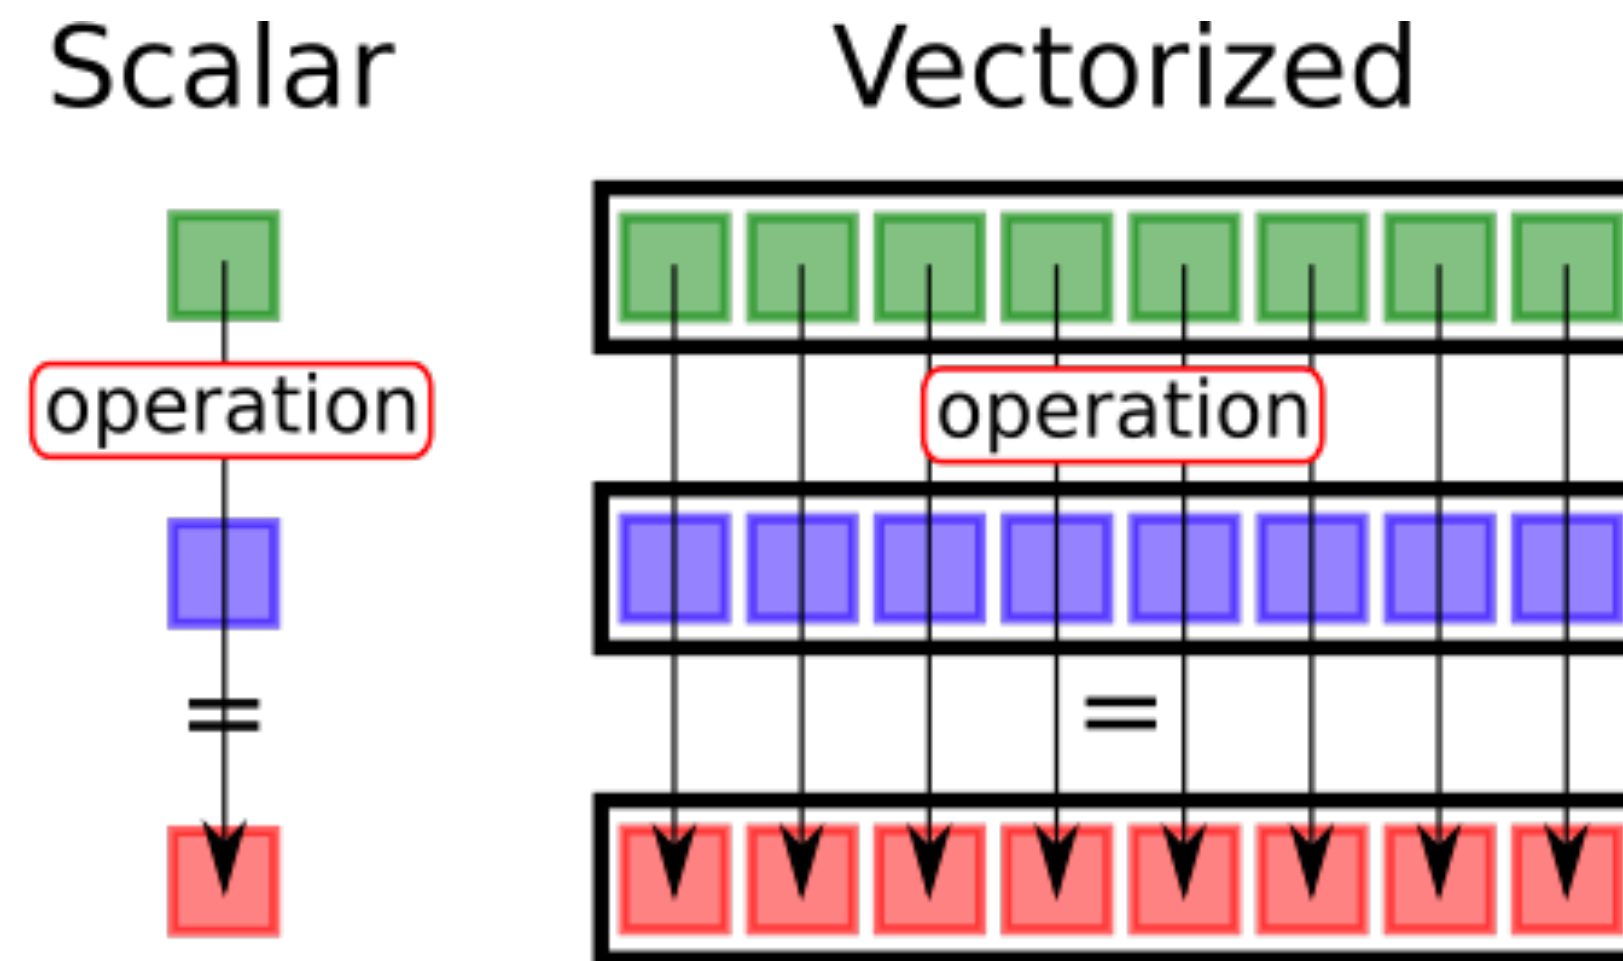 Scalar
Vectorized
operation
operation
=
=